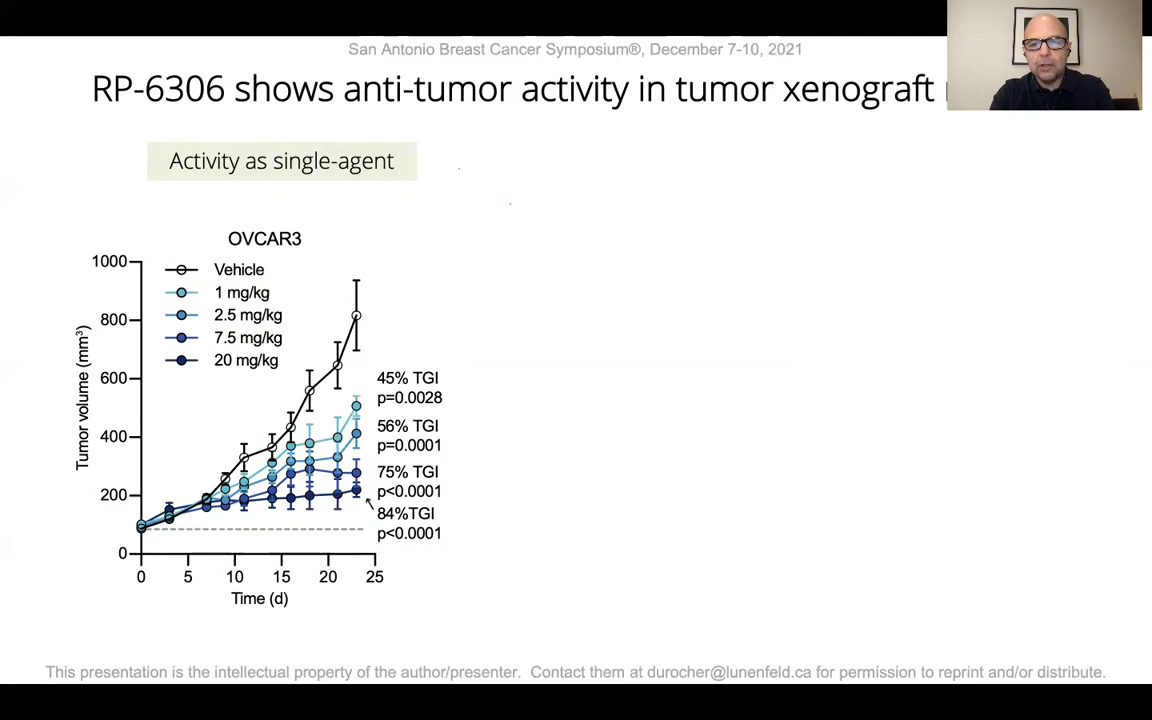 San Antonio Breast Cancer Symposium®, December 7-10, 2021
RP-6306 shows anti-tumor activity in tumor xenograft
Activity as single-agent
OVCAR3
Vehicle
1 mg/kg
2.5 mg/kg
7.5 mg/kg
20 mg/kg
Tumor volume (mm³)
1000
800
600
400
200
0
45% TGI
p=0.0028
56% TGI
p=0.0001
75% TGI
p<0.0001
84%TGI
p<0.0001
0 5 10 15 20 25
Time (d)
This presentation is the intellectual property of the author/presenter. Contact them at durocher@lunenfeld.ca for permission to reprint and/or distribute.